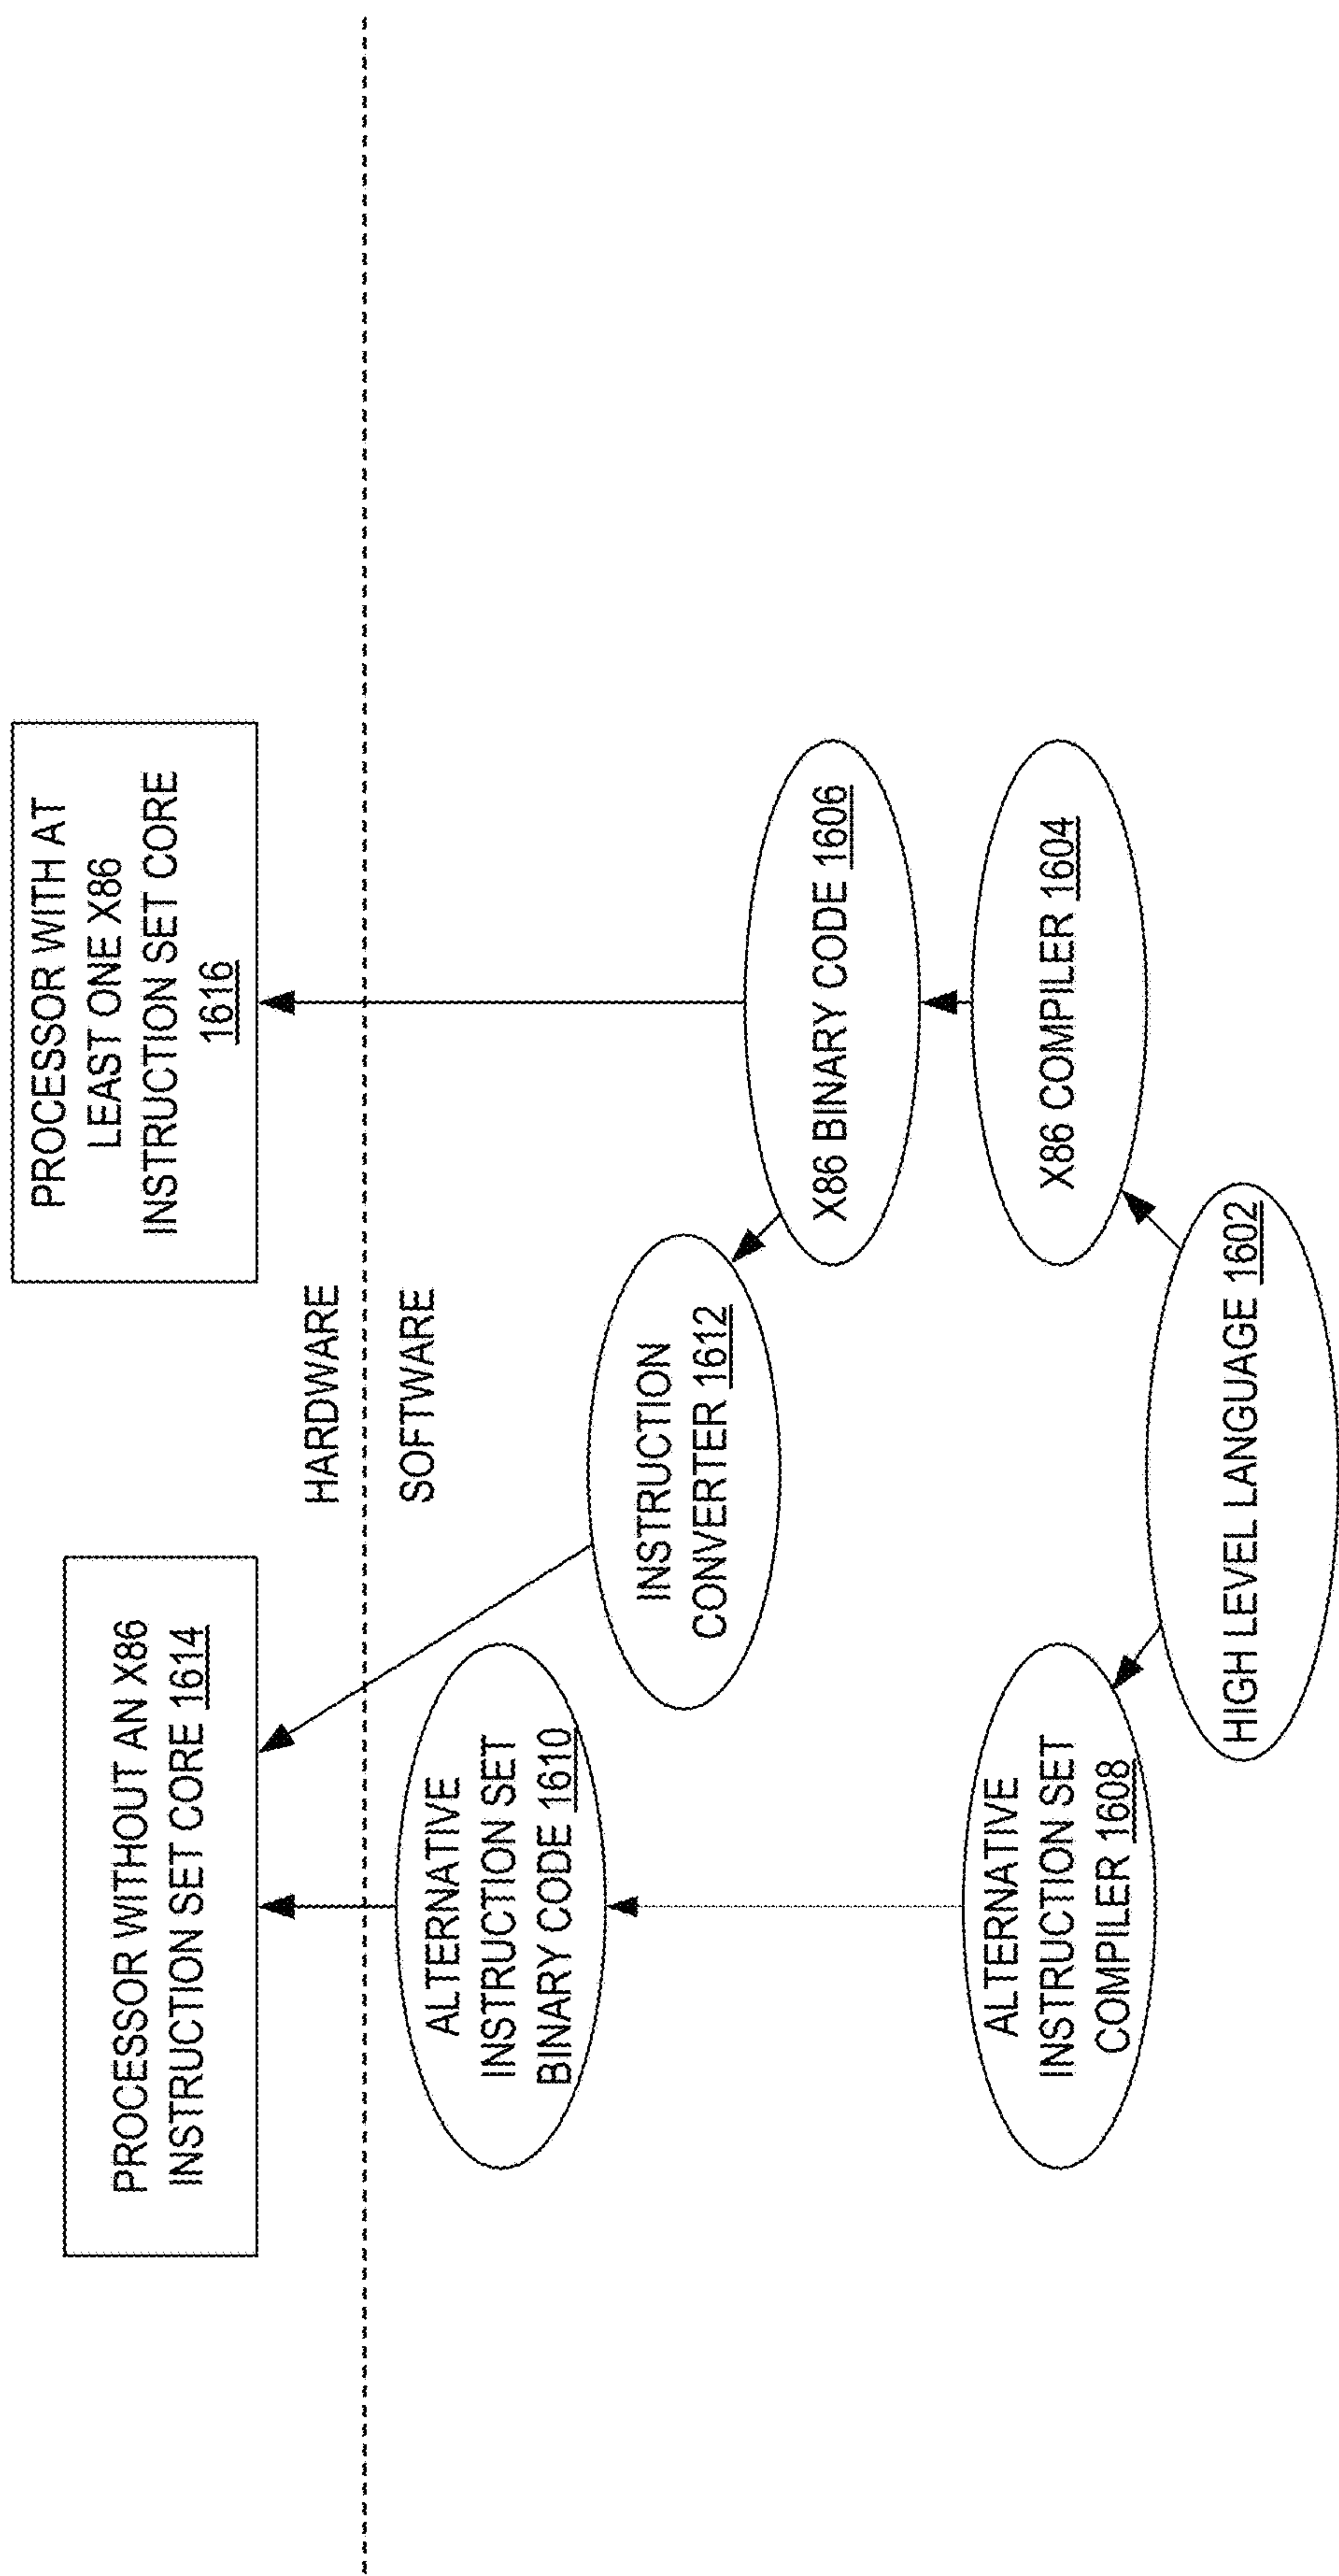 PROCESSOR WITHOUT AN X86
INSTRUCTION SET CORE 1614
PROCESSOR WITH AT
LEAST ONE X86
INSTRUCTION SET CORE
1616
HARDWARE
SOFTWARE
ALTERNATIVE
INSTRUCTION SET
BINARY CODE 1610
INSTRUCTION
CONVERTER 1612
X86 BINARY CODE 1606
ALTERNATIVE
INSTRUCTION SET
COMPILER 1608
X86 COMPILER 1604
HIGH LEVEL LANGUAGE 1602